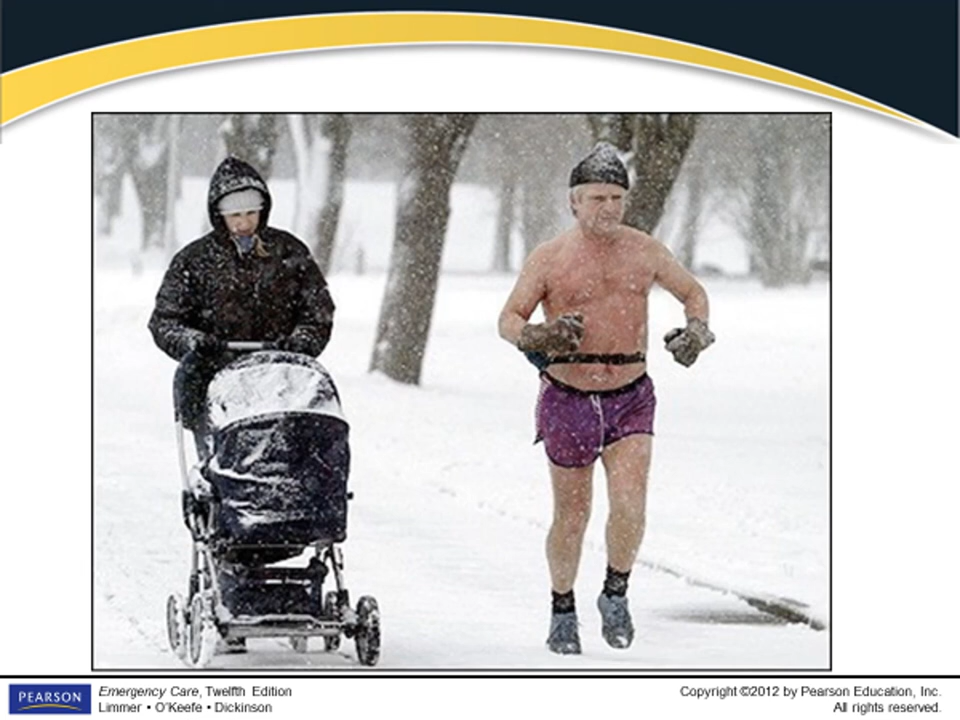 PEARSON
Emergency Care, Twelfth Edition
Limmer • O'Keefe • Dickinson
Copyright ©2012 by Pearson Education, Inc.
All rights reserved.